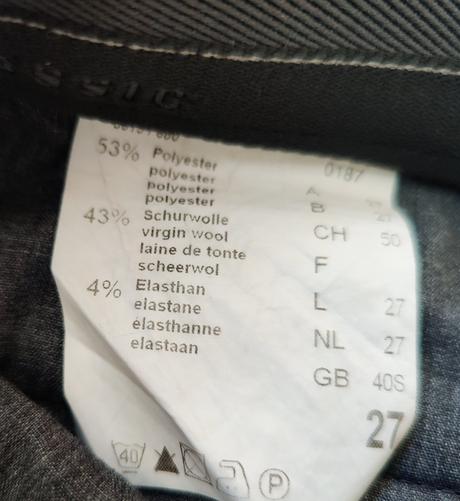 53% Polyester 0187
polyester
polyester A
polyester B 27
43% Schurwolle
virgin wool CH 50
laine de tonte
scheerwol F
4% Elasthan
elastane L 27
élasthanne
elastaan NL 27
GB 40S
27
40 P